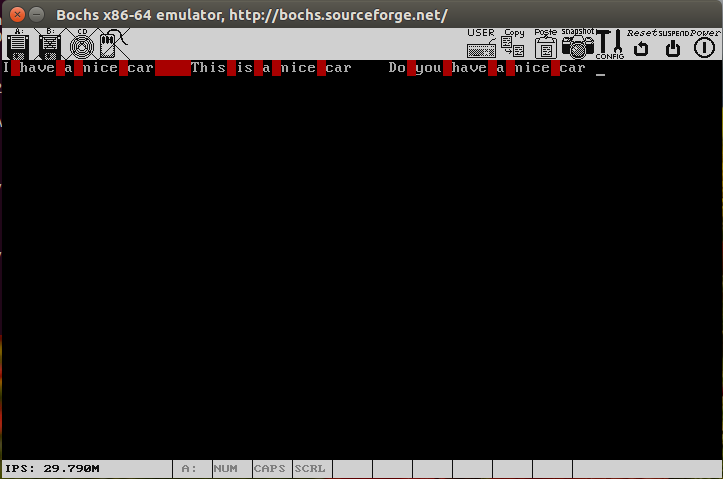 Bochs x86-64 emulator, http://bochs.sourceforge.net/
A: B: CD USER Copy Paste snapshot CONFIG Reset SUSPEND Power
I have a nice car    This is a nice car    Do you have a nice car _
IPS: 29.790M A: NUM CAPS SCRL